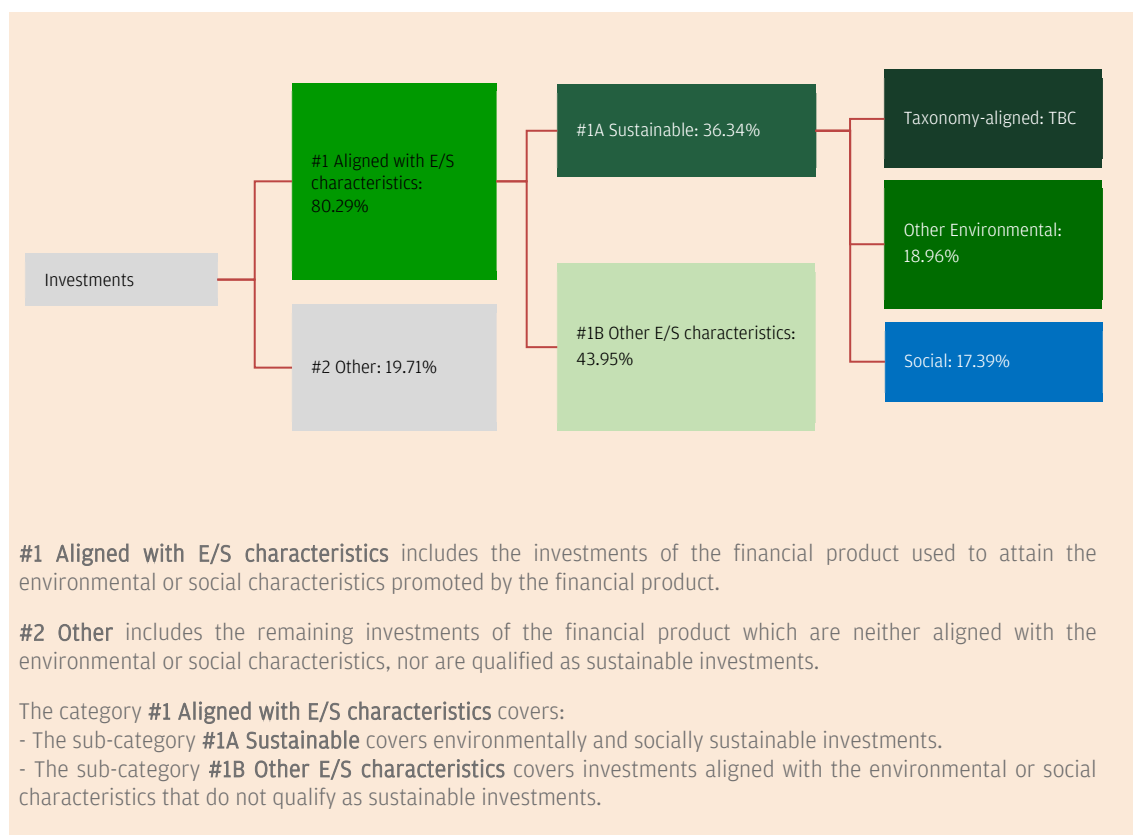 Investments
#1 Aligned with E/S
characteristics:
80.29%
#2 Other: 19.71%
#1A Sustainable: 36.34%
#1B Other E/S characteristics:
43.95%
Taxonomy-aligned: TBC
Other Environmental:
18.96%
Social: 17.39%
#1 Aligned with E/S characteristics includes the investments of the financial product used to attain the
environmental or social characteristics promoted by the financial product.
#2 Other includes the remaining investments of the financial product which are neither aligned with the
environmental or social characteristics, nor are qualified as sustainable investments.
The category #1 Aligned with E/S characteristics covers:
- The sub-category #1A Sustainable covers environmentally and socially sustainable investments.
- The sub-category #1B Other E/S characteristics covers investments aligned with the environmental or social
characteristics that do not qualify as sustainable investments.